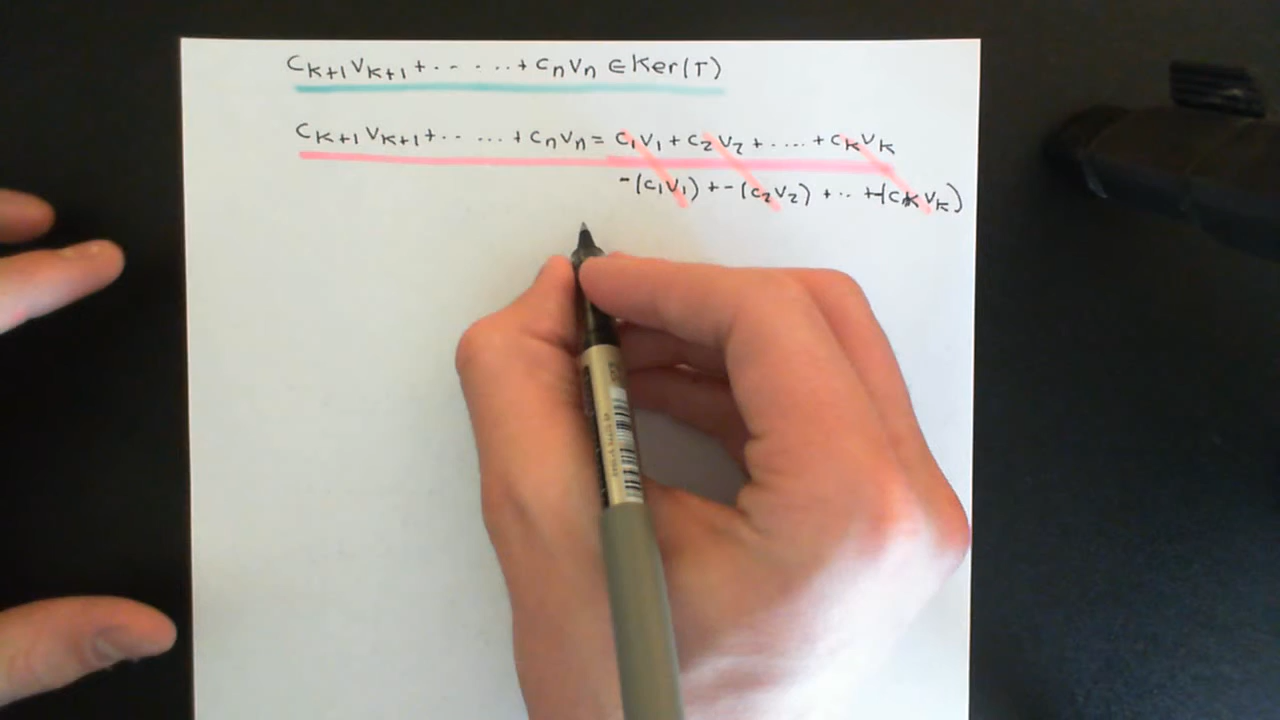 Cₖ₊₁Vₖ₊₁ + ‑ ‑ ‑ ... + CₙVₙ ∈ Ker(T)
Cₖ₊₁Vₖ₊₁ + ‑ ‑ ... + CₙVₙ = C₁V₁ + C₂V₂ + .... + CₖVₖ
-(C₁V₁) + -(C₂V₂) + .. + -(CₖVₖ)